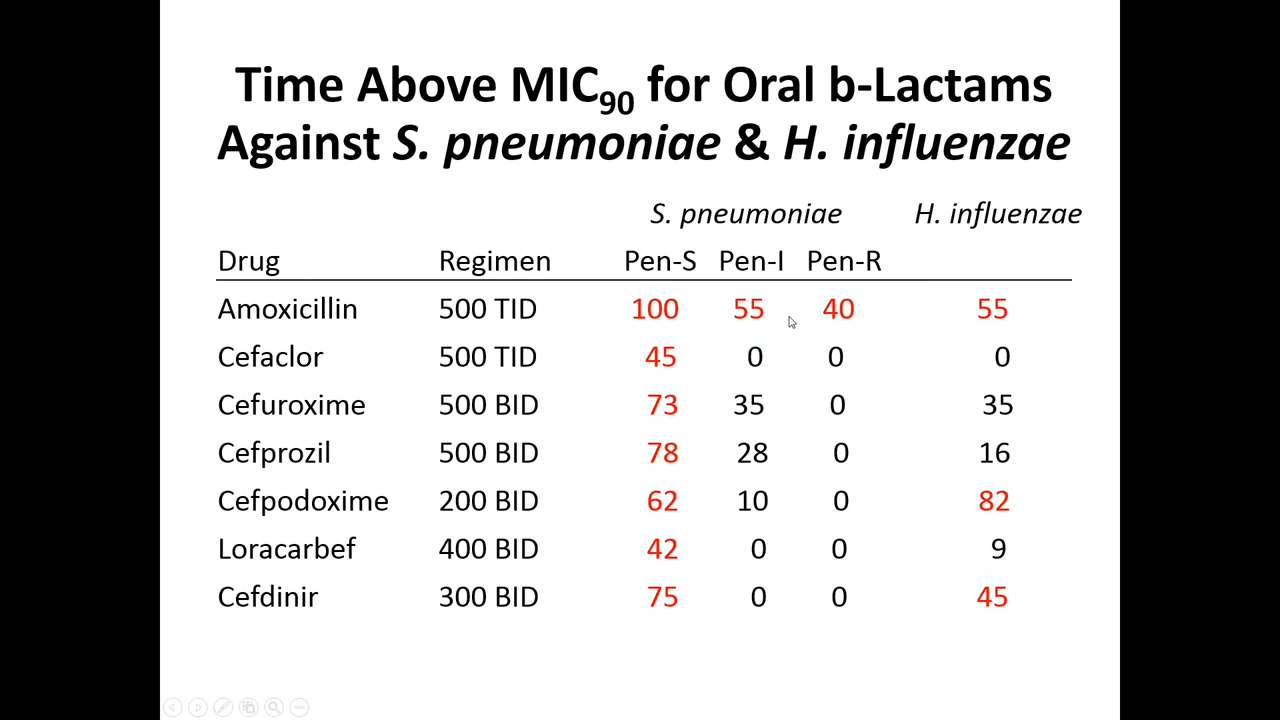 Time Above MIC90 for Oral b-Lactams
Against S. pneumoniae & H. influenzae
S. pneumoniae H. influenzae
Drug Regimen Pen-S Pen-I Pen-R
Amoxicillin 500 TID 100 55 40 55
Cefaclor 500 TID 45 0 0 0
Cefuroxime 500 BID 73 35 0 35
Cefprozil 500 BID 78 28 0 16
Cefpodoxime 200 BID 62 10 0 82
Loracarbef 400 BID 42 0 0 9
Cefdinir 300 BID 75 0 0 45